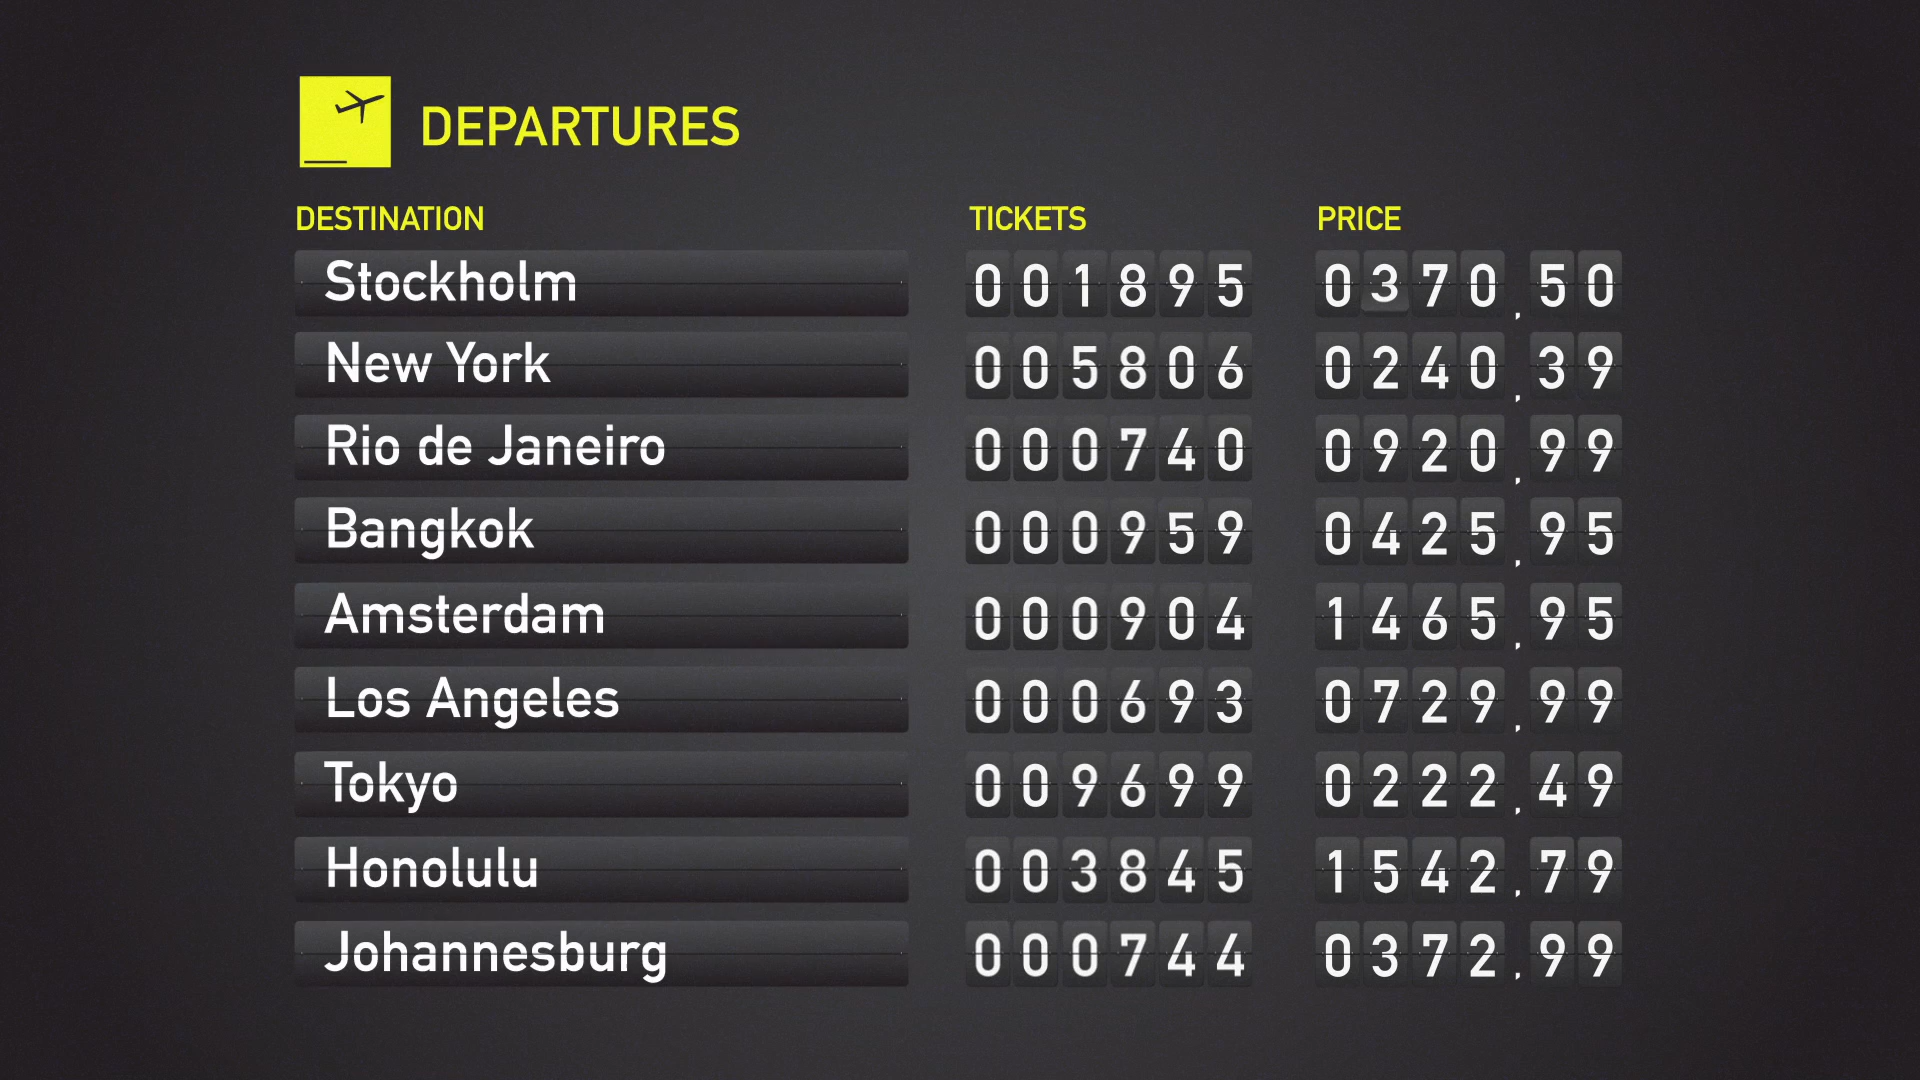 DEPARTURES
DESTINATION TICKETS PRICE
Stockholm 001895 0370,50
New York 005806 0240,39
Rio de Janeiro 000740 0920,99
Bangkok 000959 0425,95
Amsterdam 000904 1465,95
Los Angeles 000693 0729,99
Tokyo 009699 0222,49
Honolulu 003845 1542,79
Johannesburg 000744 0372,99